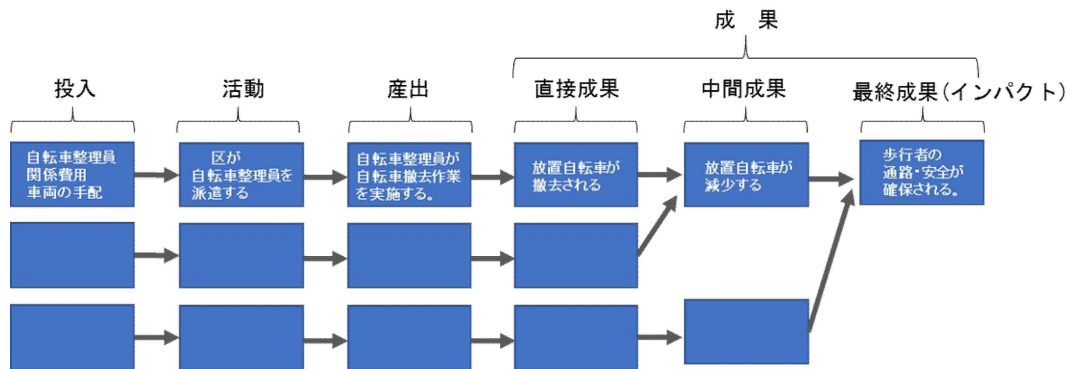 成　果
投入
活動
産出
直接成果
中間成果
最終成果(インパクト)
自転車整理員
関係費用
車両の手配
区が
自転車整理員を
派遣する
自転車整理員が
自転車撤去作業
を実施する。
放置自転車が
撤去される
放置自転車が
減少する
歩行者の
通路・安全が
確保される。